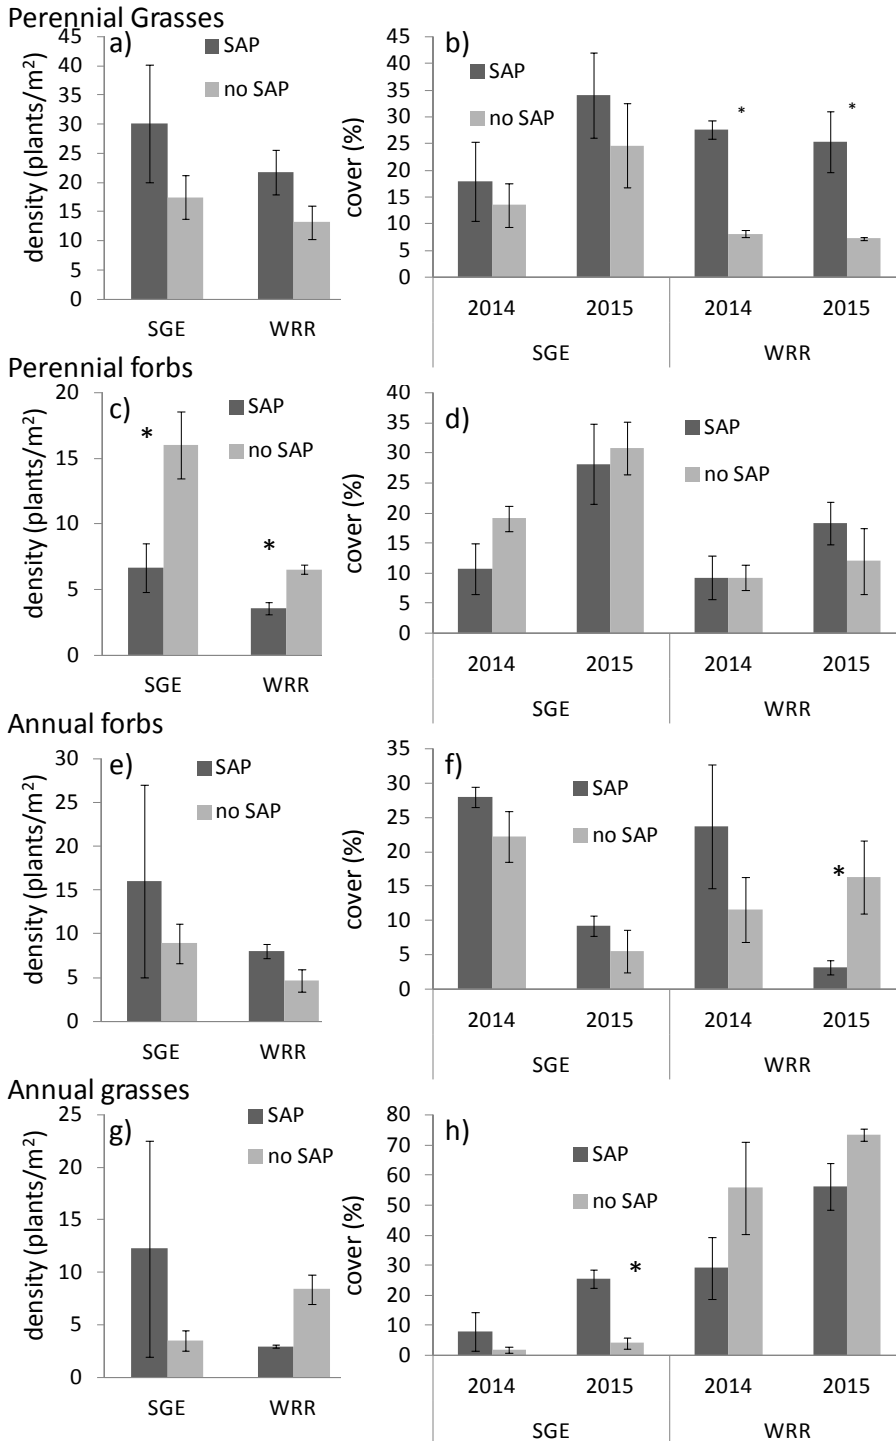 Perennial Grasses
a)
SAP
no SAP
density (plants/m²)
45
40
35
30
25
20
15
10
5
0
SGE WRR
b)
SAP
no SAP
cover (%)
45
40
35
30
25
20
15
10
5
0
* *
2014 2015 2014 2015
SGE WRR
Perennial forbs
c)
SAP
no SAP
density (plants/m²)
20
15
10
5
0
* *
SGE WRR
d)
SAP
no SAP
cover (%)
40
35
30
25
20
15
10
5
0
2014 2015 2014 2015
SGE WRR
Annual forbs
e)
SAP
no SAP
density (plants/m²)
30
25
20
15
10
5
0
SGE WRR
f)
SAP
no SAP
cover (%)
35
30
25
20
15
10
5
0
*
2014 2015 2014 2015
SGE WRR
Annual grasses
g)
SAP
no SAP
density (plants/m²)
25
20
15
10
5
0
SGE WRR
h)
SAP
no SAP
cover (%)
80
70
60
50
40
30
20
10
0
*
2014 2015 2014 2015
SGE WRR